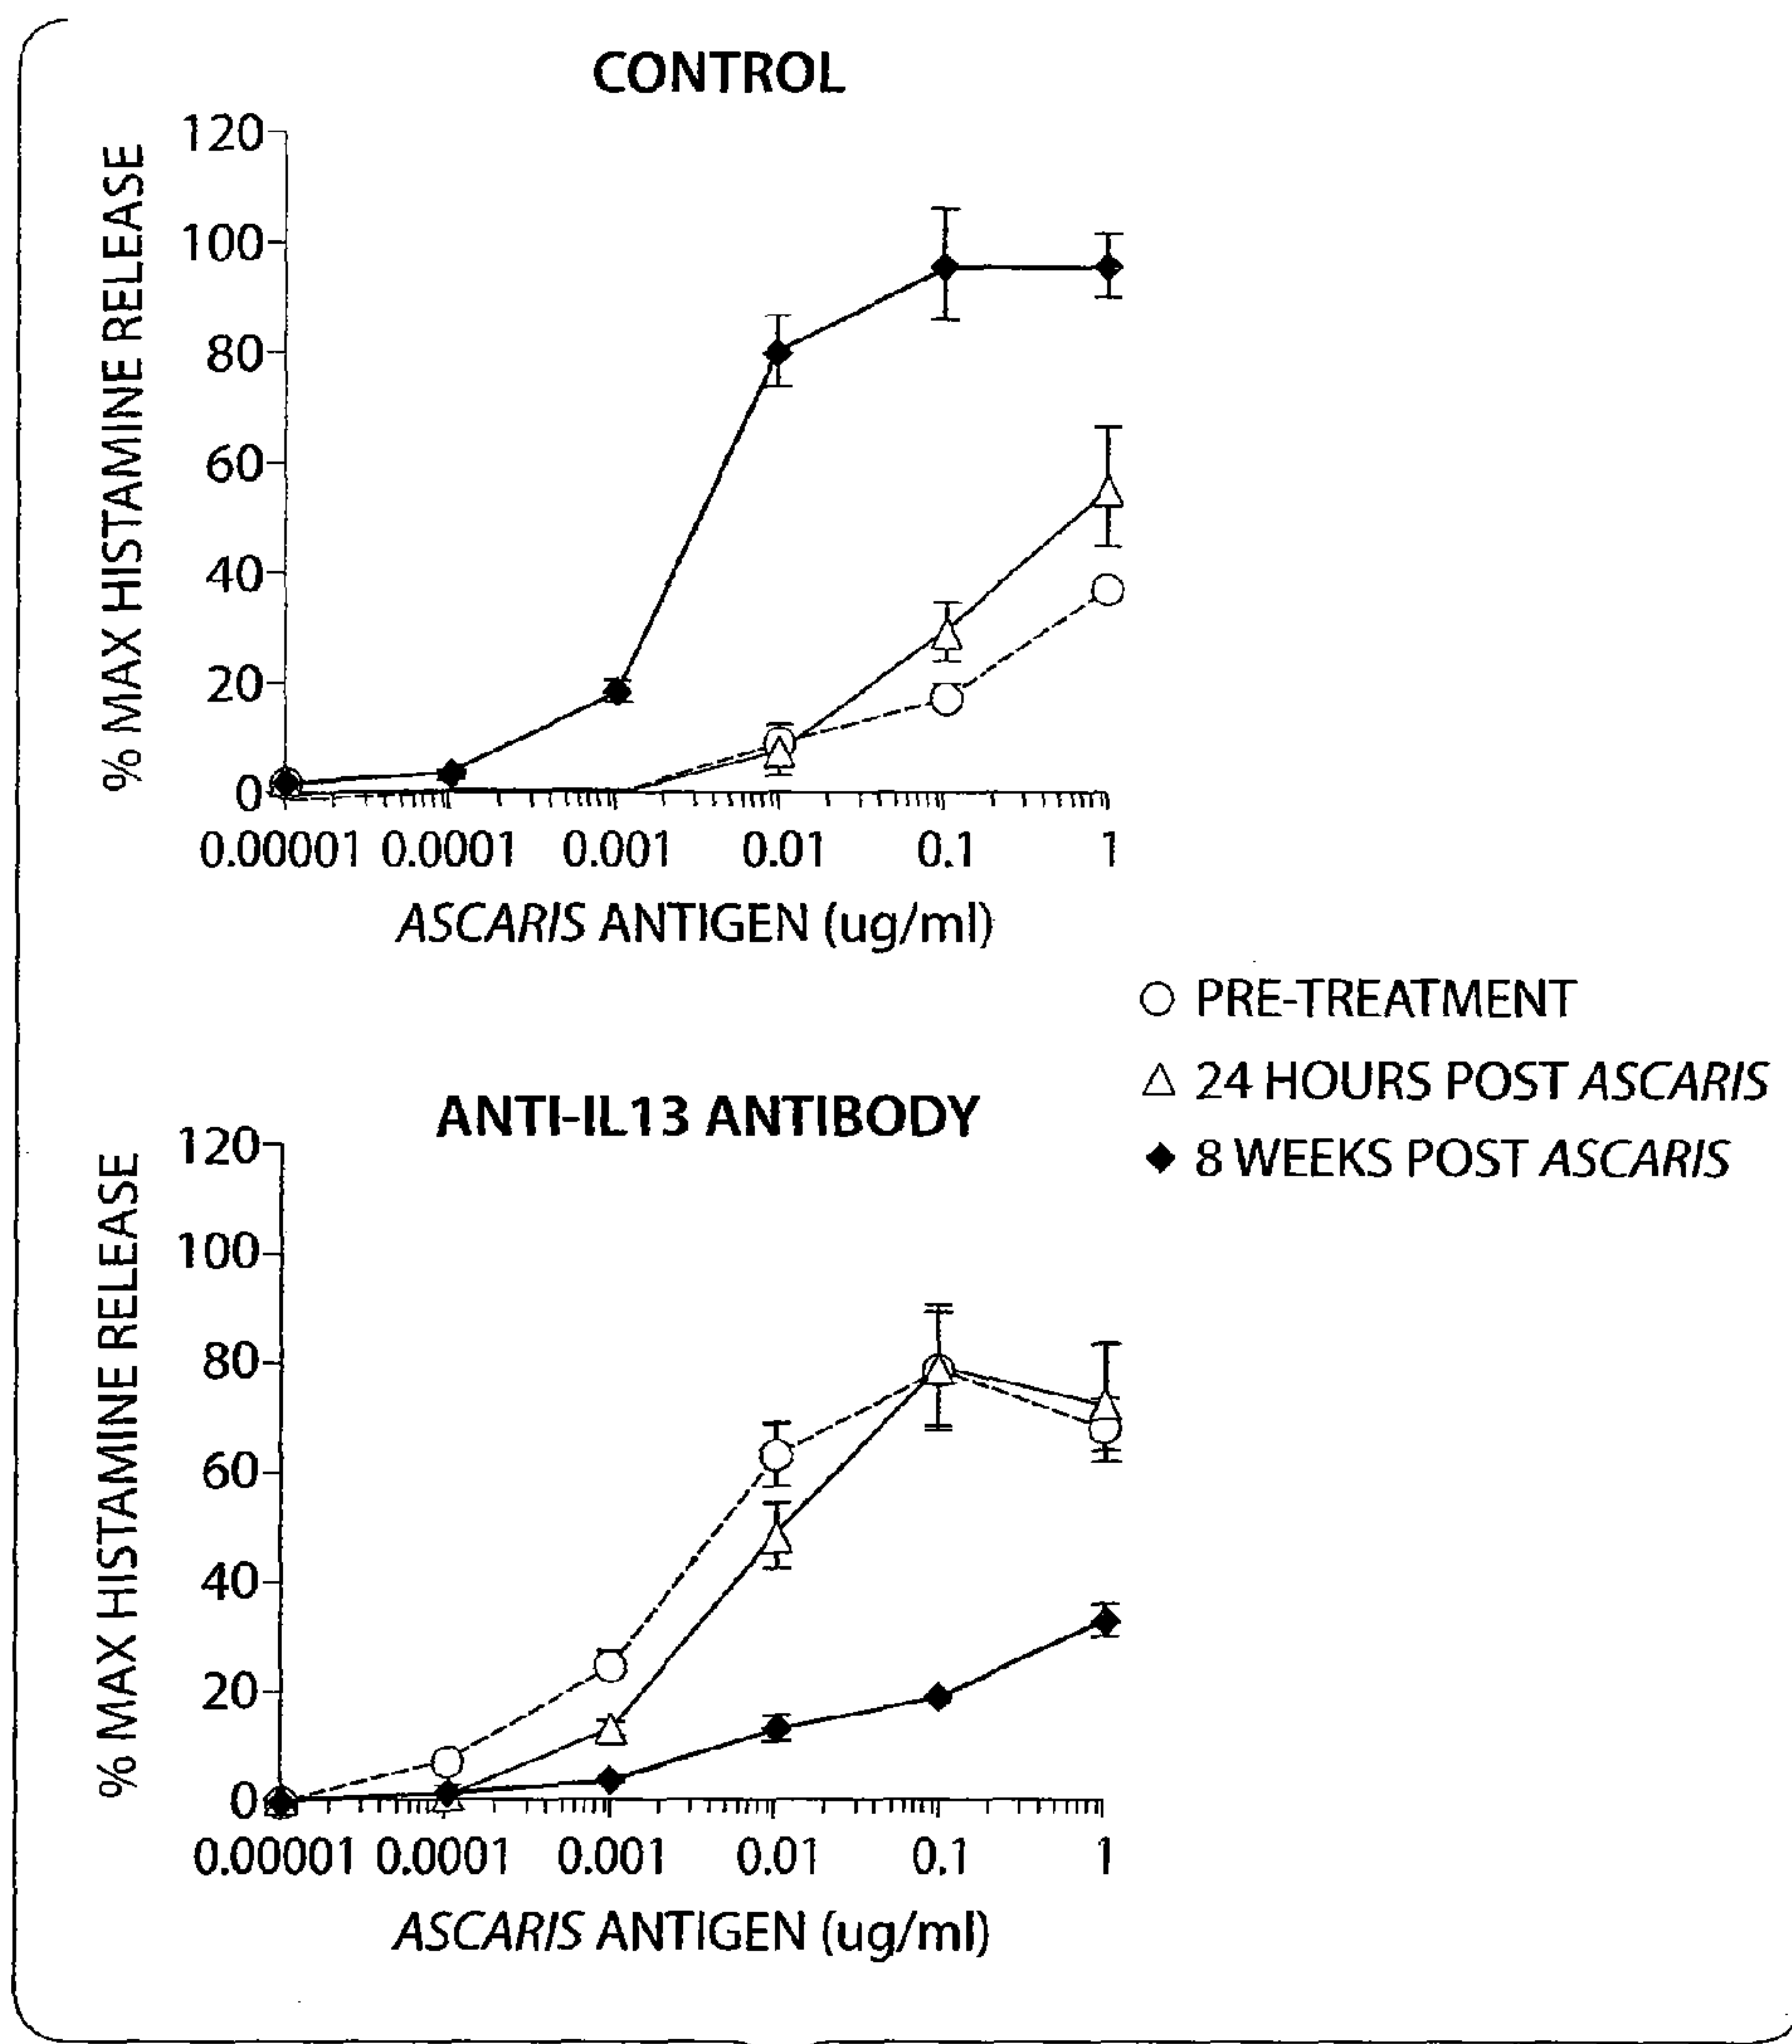 CONTROL
% MAX HISTAMINE RELEASE
120
100
80
60
40
20
0
0.00001 0.0001 0.001 0.01 0.1 1
ASCARIS ANTIGEN (ug/ml)
○ PRE-TREATMENT
△ 24 HOURS POST ASCARIS
◆ 8 WEEKS POST ASCARIS
ANTI-IL13 ANTIBODY
% MAX HISTAMINE RELEASE
120
100
80
60
40
20
0
0.00001 0.0001 0.001 0.01 0.1 1
ASCARIS ANTIGEN (ug/ml)